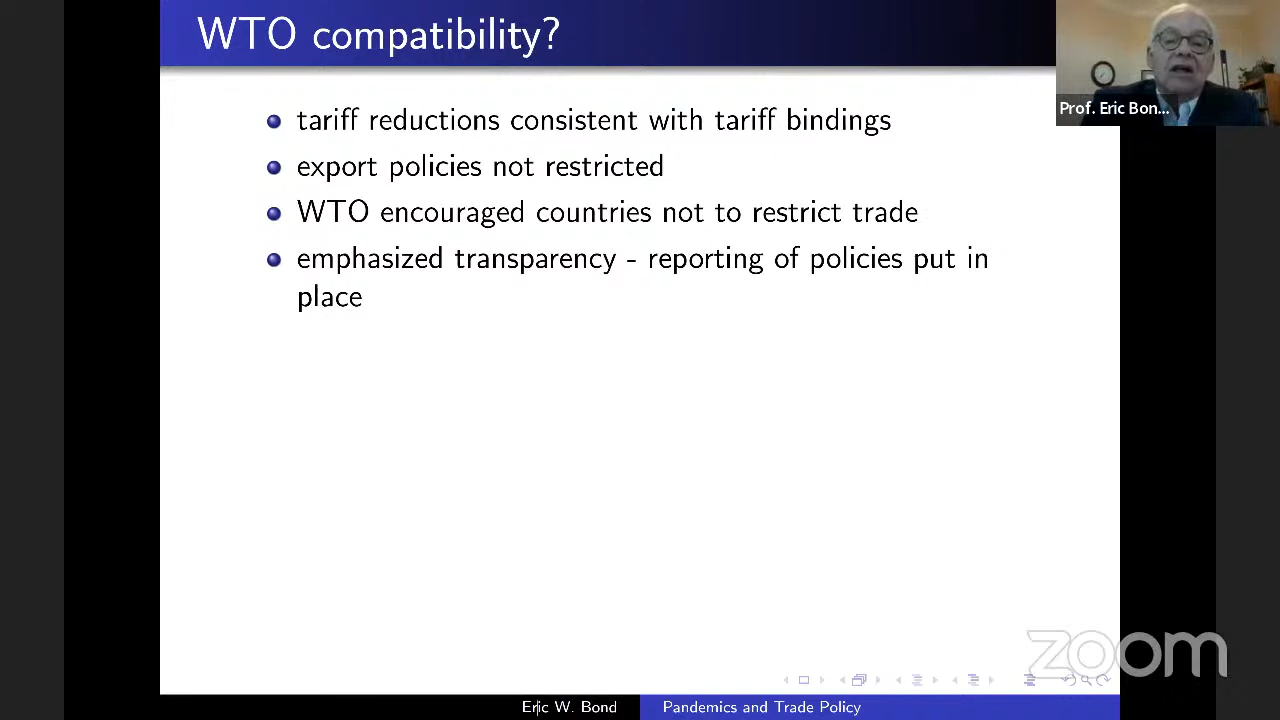 WTO compatibility?
Prof. Eric Bon...
tariff reductions consistent with tariff bindings
export policies not restricted
WTO encouraged countries not to restrict trade
emphasized transparency - reporting of policies put in
place
zoom
Eric W. Bond
Pandemics and Trade Policy